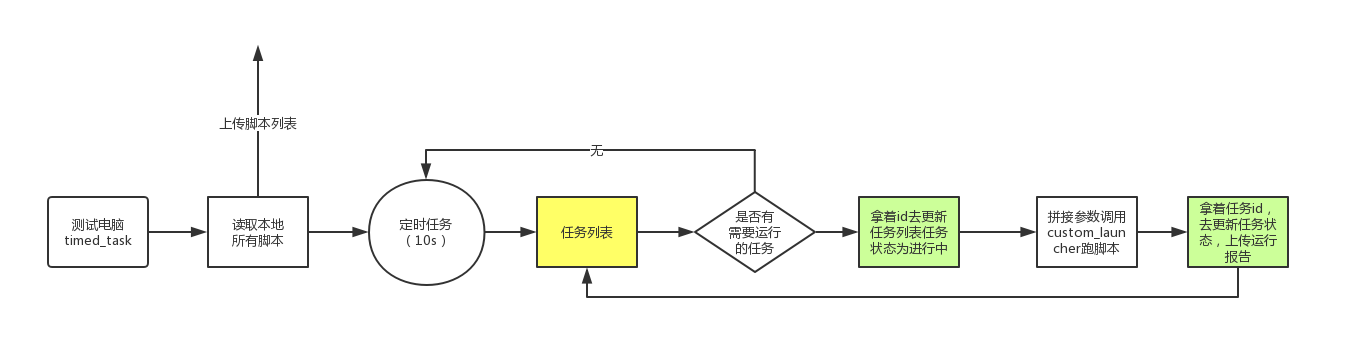 上传脚本列表
无
测试电脑
timed_task
读取本地
所有脚本
定时任务
（10s）
任务列表
是否有
需要运行
的任务
拿着id去更新
任务列表任务
状态为进行中
拼接参数调用
custom_laun
cher跑脚本
拿着任务id，
去更新任务状
态，上传运行
报告